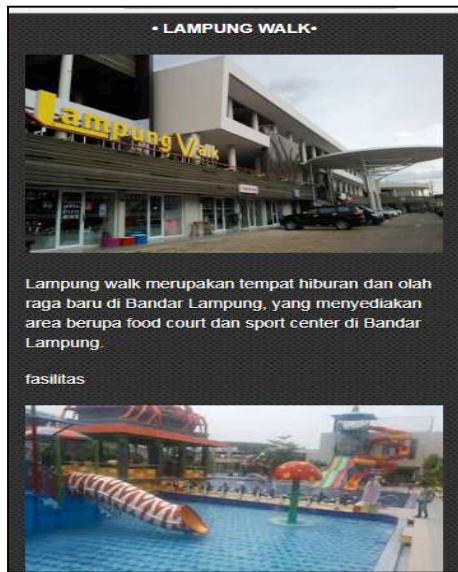 • LAMPUNG WALK•
Lampung Walk
Lampung walk merupakan tempat hiburan dan olah
raga baru di Bandar Lampung, yang menyediakan
area berupa food court dan sport center di Bandar
Lampung.
fasilitas